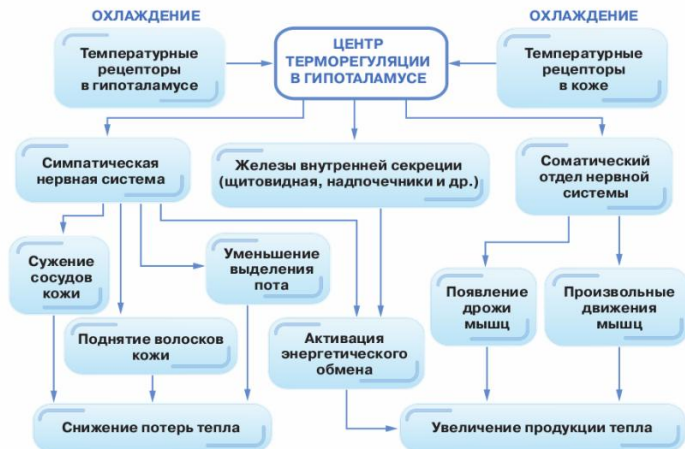 ОХЛАЖДЕНИЕ
ОХЛАЖДЕНИЕ
Температурные
рецепторы
в гипоталамусе
ЦЕНТР
ТЕРМОРЕГУЛЯЦИИ
В ГИПОТАЛАМУСЕ
Температурные
рецепторы
в коже
Симпатическая
нервная система
Железы внутренней секреции
(щитовидная, надпочечники и др.)
Соматический
отдел нервной
системы
Сужение
сосудов
кожи
Уменьшение
выделения
пота
Появление
дрожи
мышц
Произвольные
движения
мышц
Поднятие волосков
кожи
Активация
энергетического
обмена
Снижение потерь тепла
Увеличение продукции тепла